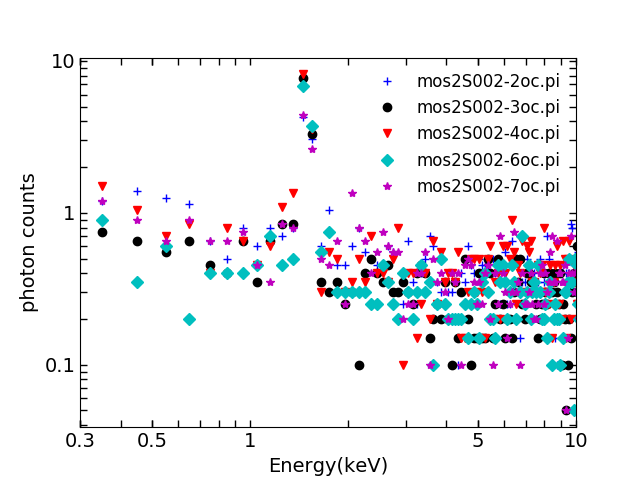 10
1
0.1
0.3
0.5
1
5
10
photon counts
Energy(keV)
mos2S002-2oc.pi
mos2S002-3oc.pi
mos2S002-4oc.pi
mos2S002-6oc.pi
mos2S002-7oc.pi